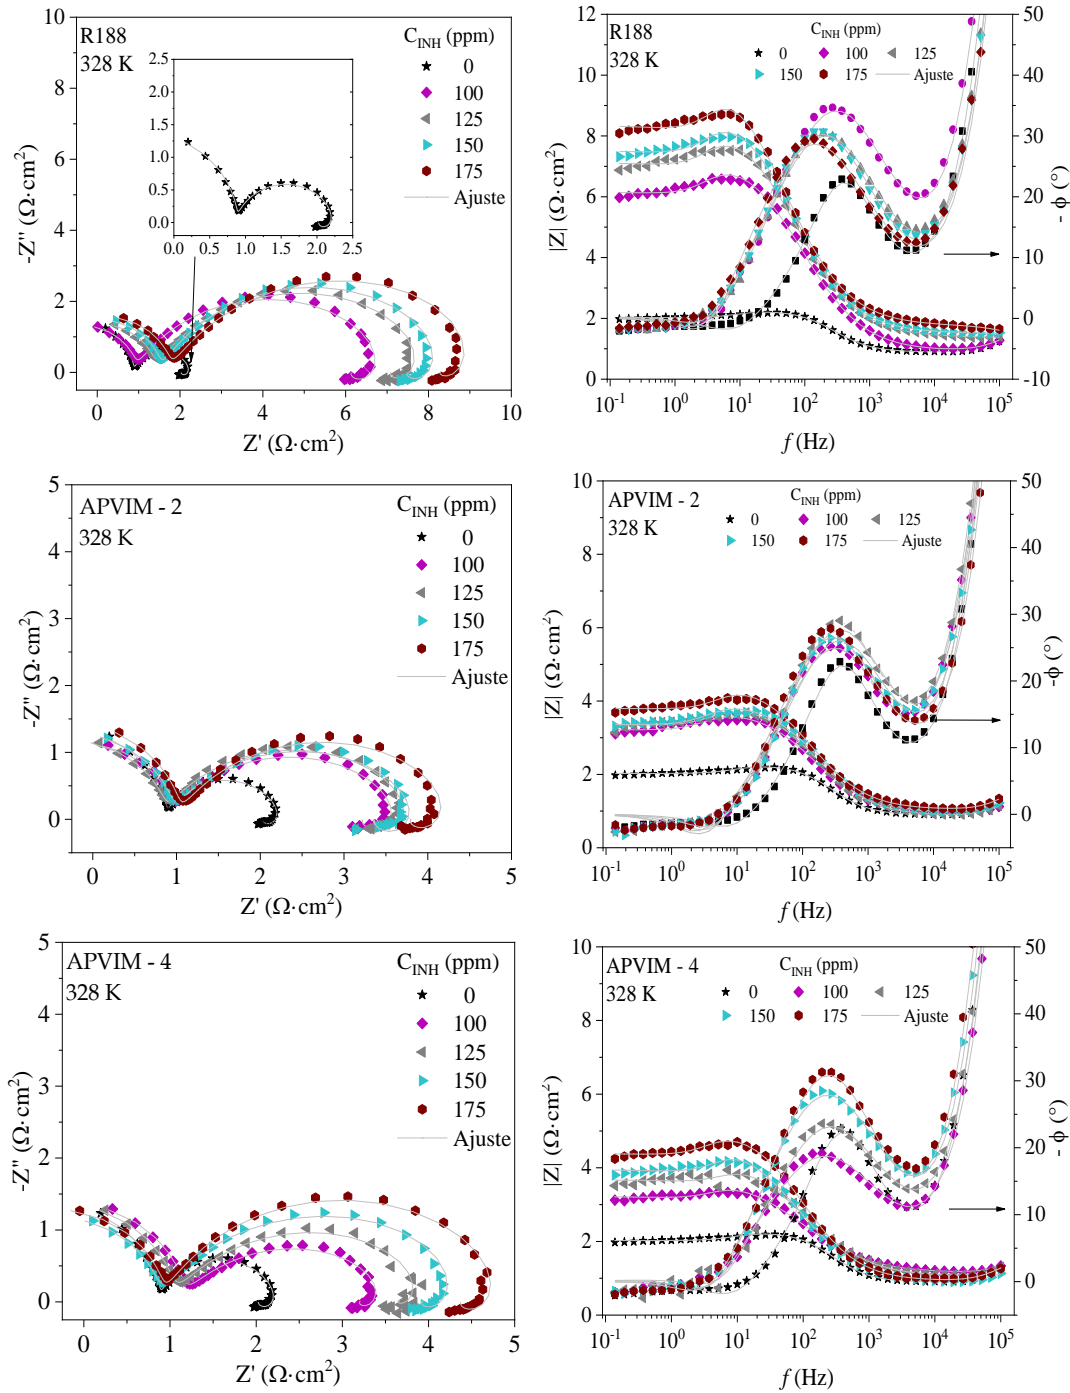 R188
328 K
C_INH (ppm)
0
100
125
150
175
Ajuste
-Z'' (Ω·cm²)
10
8
6
4
2
0
0 2 4 6 8 10
Z' (Ω·cm²)
2.5
2.0
1.5
1.0
0.5
0.0
0.0 0.5 1.0 1.5 2.0 2.5
R188
328 K
C_INH (ppm)
0 100 125
150 175 Ajuste
|Z| (Ω·cm²)
12
10
8
6
4
2
0
10⁻¹ 10⁰ 10¹ 10² 10³ 10⁴ 10⁵
f (Hz)
50
40
30
20
10
0
-10
- ϕ (°)
APVIM - 2
328 K
C_INH (ppm)
0
100
125
150
175
Ajuste
-Z'' (Ω·cm²)
5
4
3
2
1
0
0 1 2 3 4 5
Z' (Ω·cm²)
APVIM - 2
328 K
C_INH (ppm)
0 100 125
150 175 Ajuste
|Z| (Ω·cm²)
10
8
6
4
2
0
10⁻¹ 10⁰ 10¹ 10² 10³ 10⁴ 10⁵
f (Hz)
50
40
30
20
10
0
-ϕ (°)
APVIM - 4
328 K
C_INH (ppm)
0
100
125
150
175
Ajuste
-Z'' (Ω·cm²)
5
4
3
2
1
0
0 1 2 3 4 5
Z' (Ω·cm²)
APVIM - 4
328 K
C_INH (ppm)
0 100 125
150 175 Ajuste
|Z| (Ω·cm²)
10
8
6
4
2
0
10⁻¹ 10⁰ 10¹ 10² 10³ 10⁴ 10⁵
f (Hz)
50
40
30
20
10
0
- ϕ (°)